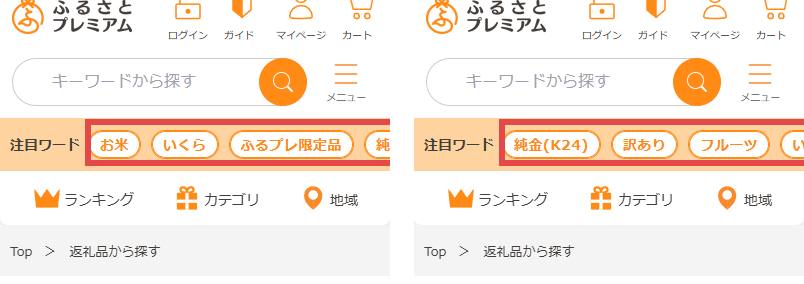 ふるさと
プレミアム
ログイン ガイド マイページ カート
キーワードから探す
メニュー
注目ワード お米 いくら ふるプレ限定品 純
ランキング カテゴリ 地域
Top ＞ 返礼品から探す
ふるさと
プレミアム
ログイン ガイド マイページ カート
キーワードから探す
メニュー
注目ワード 純金(K24) 訳あり フルーツ い
ランキング カテゴリ 地域
Top ＞ 返礼品から探す